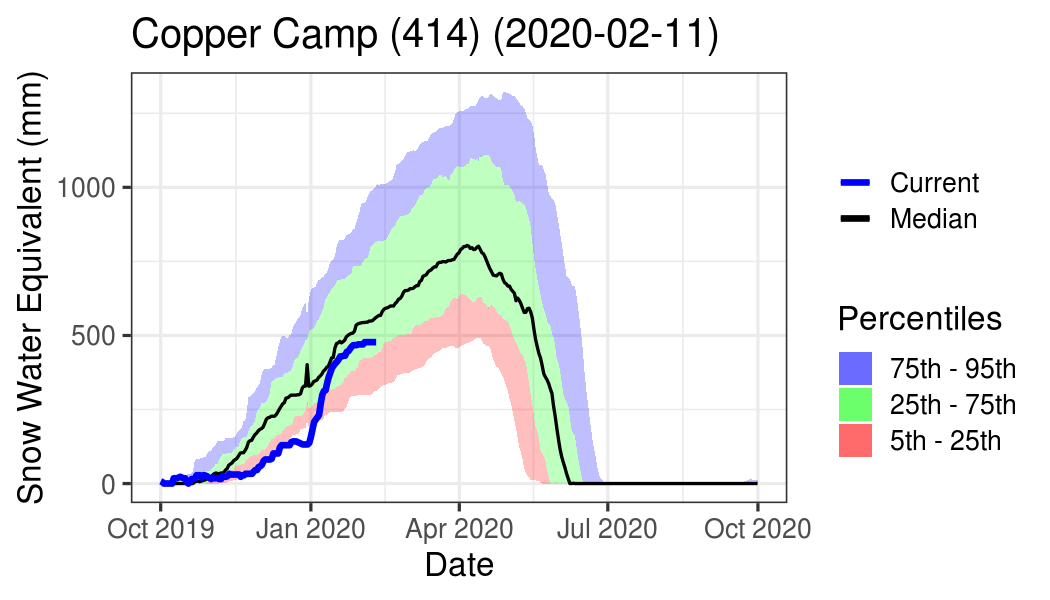 Copper Camp (414) (2020-02-11)
Snow Water Equivalent (mm)
1000
500
0
Oct 2019 Jan 2020 Apr 2020 Jul 2020 Oct 2020
Date
Current
Median
Percentiles
75th - 95th
25th - 75th
5th - 25th